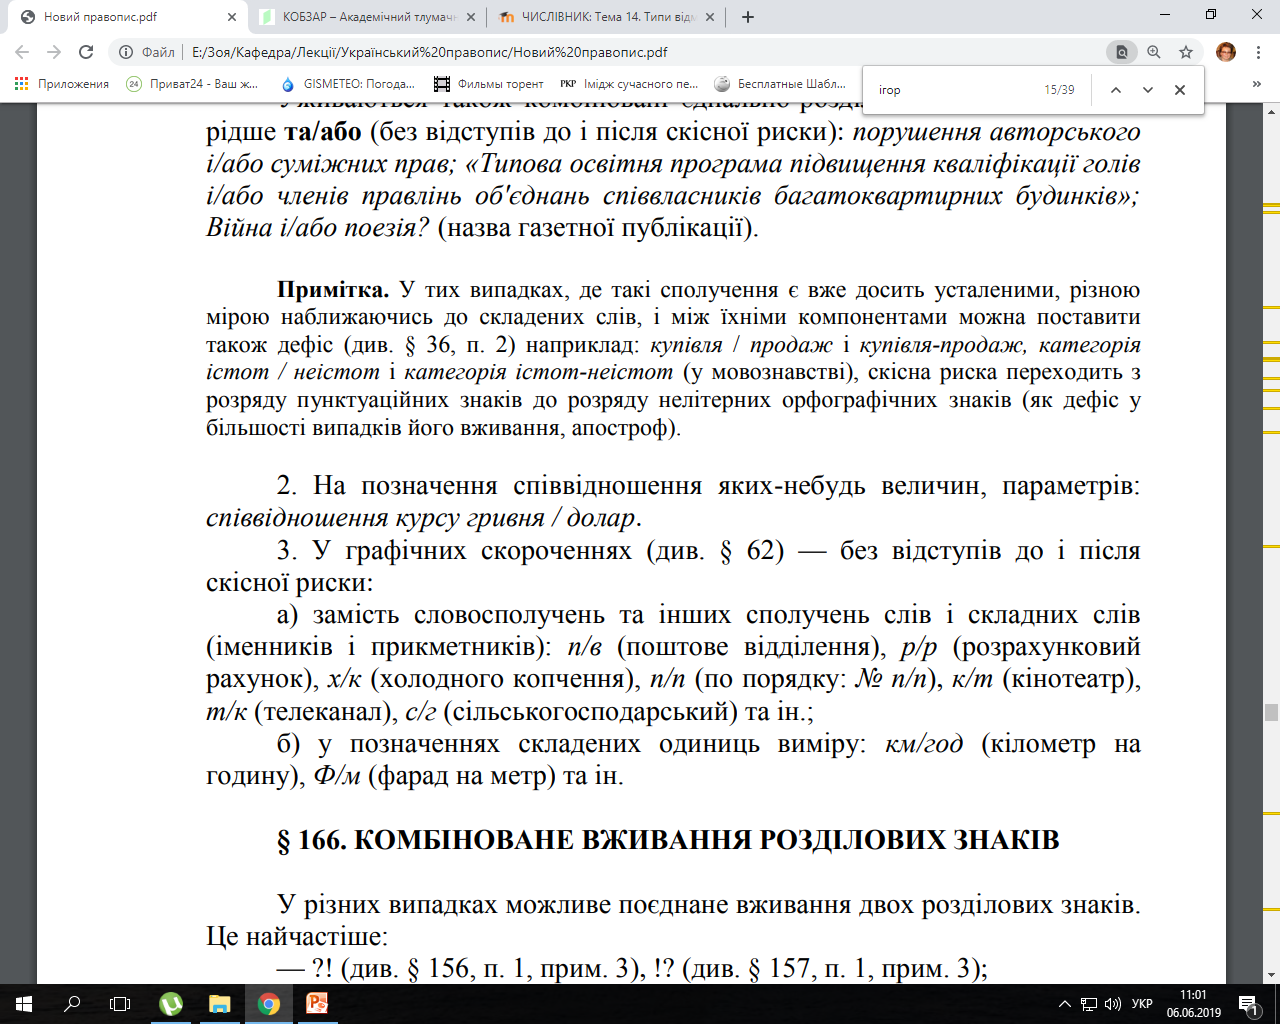 Новий правопис.pdf
КОБЗАР – Академічний тлумачн
ЧИСЛІВНИК: Тема 14. Типи відм
Файл | E:/Зоя/Кафедра/Лекції/Український%20правопис/Новий%20правопис.pdf
Приложения
24 Приват24 - Ваш ж...
GISMETEO: Погода...
Фильмы торент
РКР Імідж сучасного пе...
Бесплатные Шабл...
»
ігор 15/39
рідше та/або (без відступів до і після скісної риски): порушення авторського
і/або суміжних прав; «Типова освітня програма підвищення кваліфікації голів
і/або членів правлінь об'єднань співвласників багатоквартирних будинків»;
Війна і/або поезія? (назва газетної публікації).
Примітка. У тих випадках, де такі сполучення є вже досить усталеними, різною
мірою наближаючись до складених слів, і між їхніми компонентами можна поставити
також дефіс (див. § 36, п. 2) наприклад: купівля / продаж і купівля-продаж, категорія
істот / неістот і категорія істот-неістот (у мовознавстві), скісна риска переходить з
розряду пунктуаційних знаків до розряду нелітерних орфографічних знаків (як дефіс у
більшості випадків його вживання, апостроф).
2. На позначення співвідношення яких-небудь величин, параметрів:
співвідношення курсу гривня / долар.
3. У графічних скороченнях (див. § 62) — без відступів до і після
скісної риски:
а) замість словосполучень та інших сполучень слів і складних слів
(іменників і прикметників): п/в (поштове відділення), р/р (розрахунковий
рахунок), х/к (холодного копчення), п/п (по порядку: № п/п), к/т (кінотеатр),
т/к (телеканал), с/г (сільськогосподарський) та ін.;
б) у позначеннях складених одиниць виміру: км/год (кілометр на
годину), Ф/м (фарад на метр) та ін.
§ 166. КОМБІНОВАНЕ ВЖИВАННЯ РОЗДІЛОВИХ ЗНАКІВ
У різних випадках можливе поєднане вживання двох розділових знаків.
Це найчастіше:
— ?! (див. § 156, п. 1, прим. 3), !? (див. § 157, п. 1, прим. 3);
УКР
11:01
06.06.2019
1